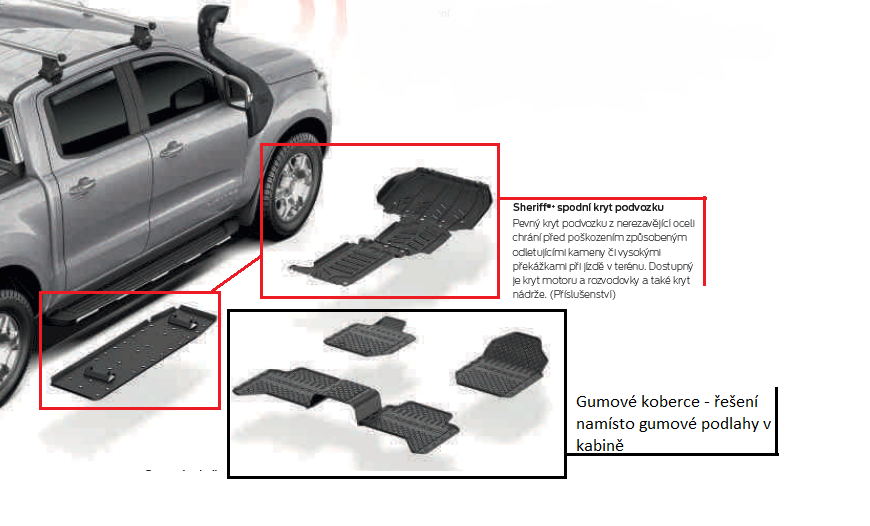 Sheriff®+ spodní kryt podvozku
Pevný kryt podvozku z nerezavějící oceli
chrání před poškozením způsobeným
odletujícími kameny či vysokými
překážkami při jízdě v terénu. Dostupný
je kryt motoru a rozvodovky a také kryt
nádrže. (Příslušenství)
Gumové koberce - řešení
namísto gumové podlahy v
kabině